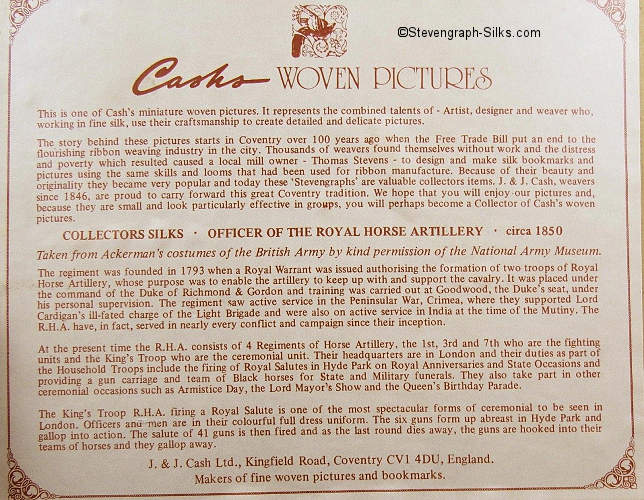 ©Stevengraph-Silks.com
Cashs WOVEN PICTURES
This is one of Cash's miniature woven pictures. It represents the combined talents of - Artist, designer and weaver who,
working in fine silk, use their craftsmanship to create detailed and delicate pictures.
The story behind these pictures starts in Coventry over 100 years ago when the Free Trade Bill put an end to the
flourishing ribbon weaving industry in the city. Thousands of weavers found themselves without work and the distress
and poverty which resulted caused a local mill owner - Thomas Stevens - to design and make silk bookmarks and
pictures using the same skills and looms that had been used for ribbon manufacture. Because of their beauty and
originality they became very popular and today these 'Stevengraphs' are valuable collectors items. J. & J. Cash, weavers
since 1846, are proud to carry forward this great Coventry tradition. We hope that you will enjoy our pictures and,
because they are small and look particularly effective in groups, you will perhaps become a Collector of Cash's woven
pictures.
COLLECTORS SILKS · OFFICER OF THE ROYAL HORSE ARTILLERY · circa 1850
Taken from Ackerman's costumes of the British Army by kind permission of the National Army Museum.
The regiment was founded in 1793 when a Royal Warrant was issued authorising the formation of two troops of Royal
Horse Artillery, whose purpose was to enable the artillery to keep up with and support the cavalry. It was placed under
the command of the Duke of Richmond & Gordon and training was carried out at Goodwood, the Duke's seat, under
his personal supervision. The regiment saw active service in the Peninsular War, Crimea, where they supported Lord
Cardigan's ill-fated charge of the Light Brigade and were also on active service in India at the time of the Mutiny. The
R.H.A. have, in fact, served in nearly every conflict and campaign since their inception.
At the present time the R.H.A. consists of 4 Regiments of Horse Artillery, the 1st, 3rd and 7th who are the fighting
units and the King's Troop who are the ceremonial unit. Their headquarters are in London and their duties as part of
the Household Troops include the firing of Royal Salutes in Hyde Park on Royal Anniversaries and State Occasions and
providing a gun carriage and team of Black horses for State and Military funerals. They also take part in other
ceremonial occasions such as Armistice Day, the Lord Mayor's Show and the Queen's Birthday Parade.
The King's Troop R.H.A. firing a Royal Salute is one of the most spectacular forms of ceremonial to be seen in
London. Officers and men are in their colourful full dress uniform. The six guns form up abreast in Hyde Park and
gallop into action. The salute of 41 guns is then fired and as the last round dies away, the guns are hooked into their
teams of horses and they gallop away.
J. & J. Cash Ltd., Kingfield Road, Coventry CV1 4DU, England.
Makers of fine woven pictures and bookmarks.